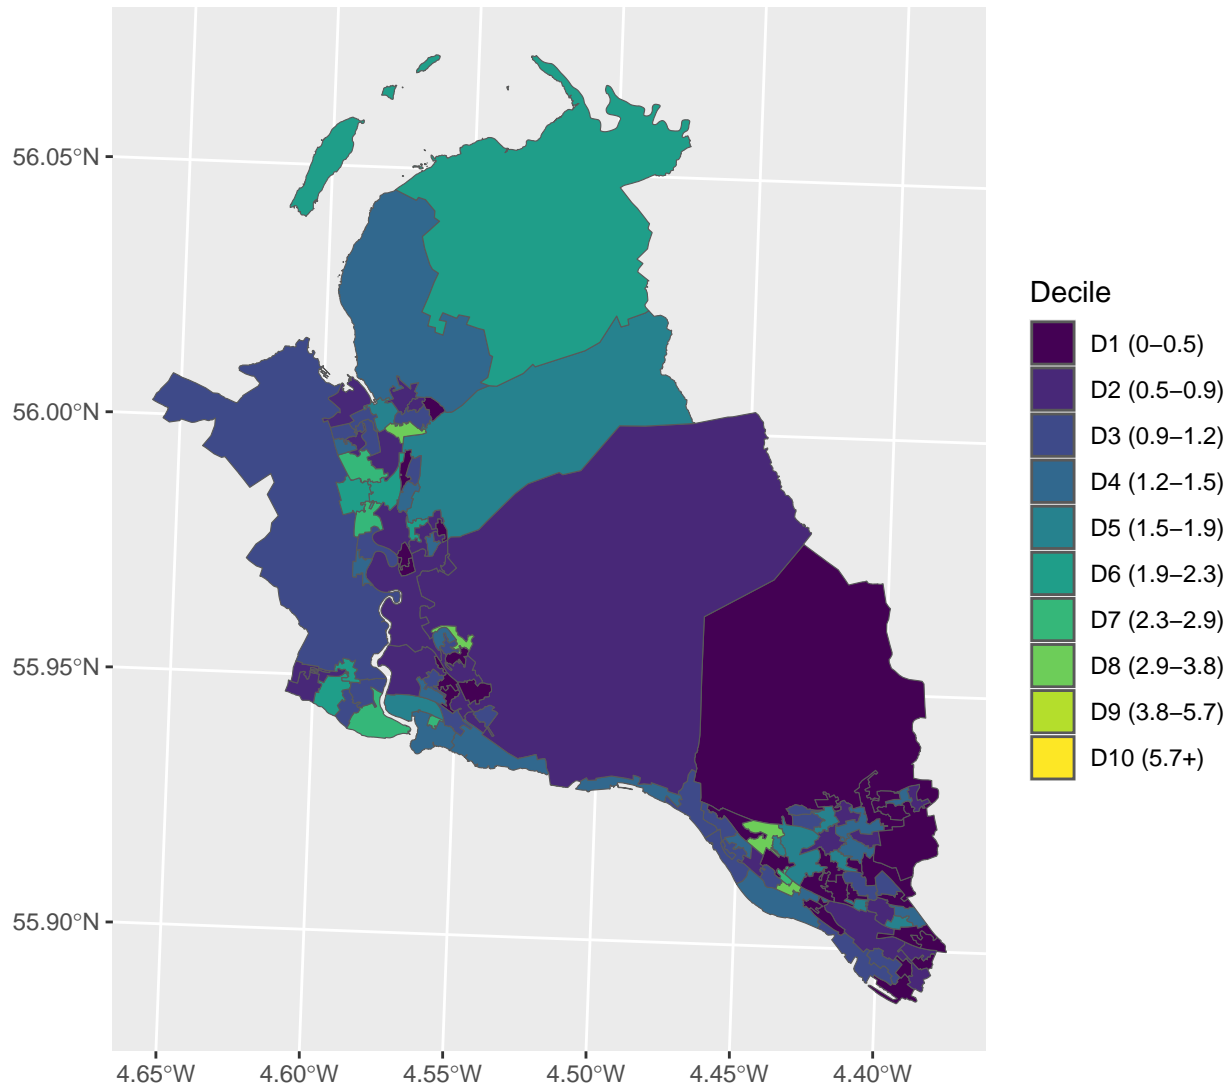 56.05°N
56.00°N
55.95°N
55.90°N
4.65°W 4.60°W 4.55°W 4.50°W 4.45°W 4.40°W
Decile
D1 (0–0.5)
D2 (0.5–0.9)
D3 (0.9–1.2)
D4 (1.2–1.5)
D5 (1.5–1.9)
D6 (1.9–2.3)
D7 (2.3–2.9)
D8 (2.9–3.8)
D9 (3.8–5.7)
D10 (5.7+)